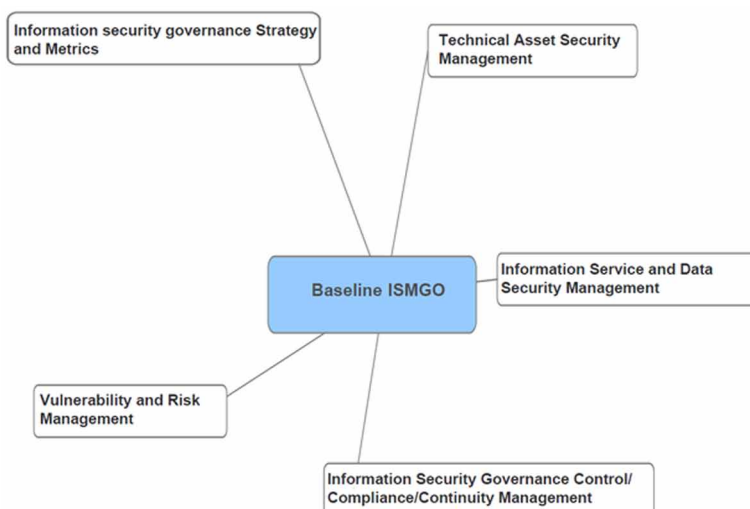 Information security governance Strategy
and Metrics
Technical Asset Security
Management
Baseline ISMGO
Information Service and Data
Security Management
Vulnerability and Risk
Management
Information Security Governance Control/
Compliance/Continuity Management